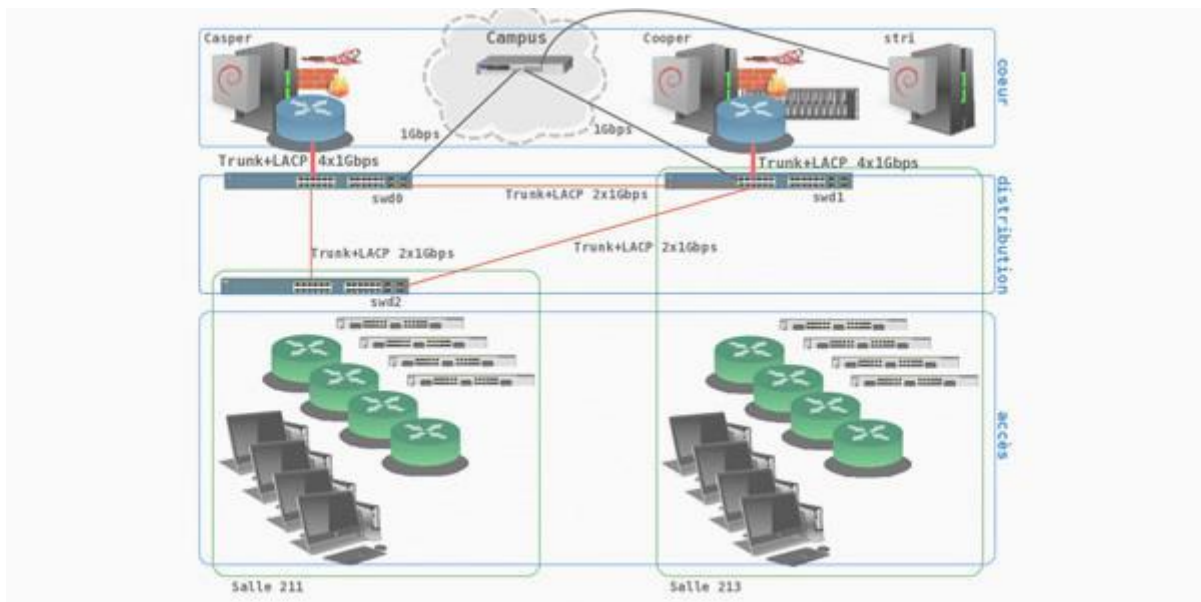 Casper
Campus
Cooper
stri
coeur
1Gbps
1Gbps
Trunk+LACP 4x1Gbps
Trunk+LACP 4x1Gbps
swd0
Trunk+LACP 2x1Gbps
swd1
distribution
Trunk+LACP 2x1Gbps
Trunk+LACP 2x1Gbps
swd2
accès
Salle 211
Salle 213